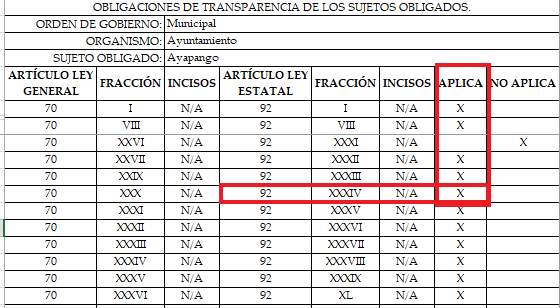 OBLIGACIONES DE TRANSPARENCIA DE LOS SUJETOS OBLIGADOS.
ORDEN DE GOBIERNO: Municipal
ORGANISMO: Ayuntamiento
SUJETO OBLIGADO: Ayapango
ARTÍCULO LEY GENERAL FRACCIÓN INCISOS ARTÍCULO LEY ESTATAL FRACCIÓN INCISOS APLICA NO APLICA
70 I N/A 92 I N/A X
70 VIII N/A 92 VIII N/A X
70 XXVI N/A 92 XXXI N/A X
70 XXVII N/A 92 XXXII N/A X
70 XXIX N/A 92 XXXIII N/A X
70 XXX N/A 92 XXXIV N/A X
70 XXXI N/A 92 XXXV N/A X
70 XXXII N/A 92 XXXVI N/A X
70 XXXIII N/A 92 XXXVII N/A X
70 XXXIV N/A 92 XXXVIII N/A X
70 XXXV N/A 92 XXXIX N/A X
70 XXXVI N/A 92 XL N/A X